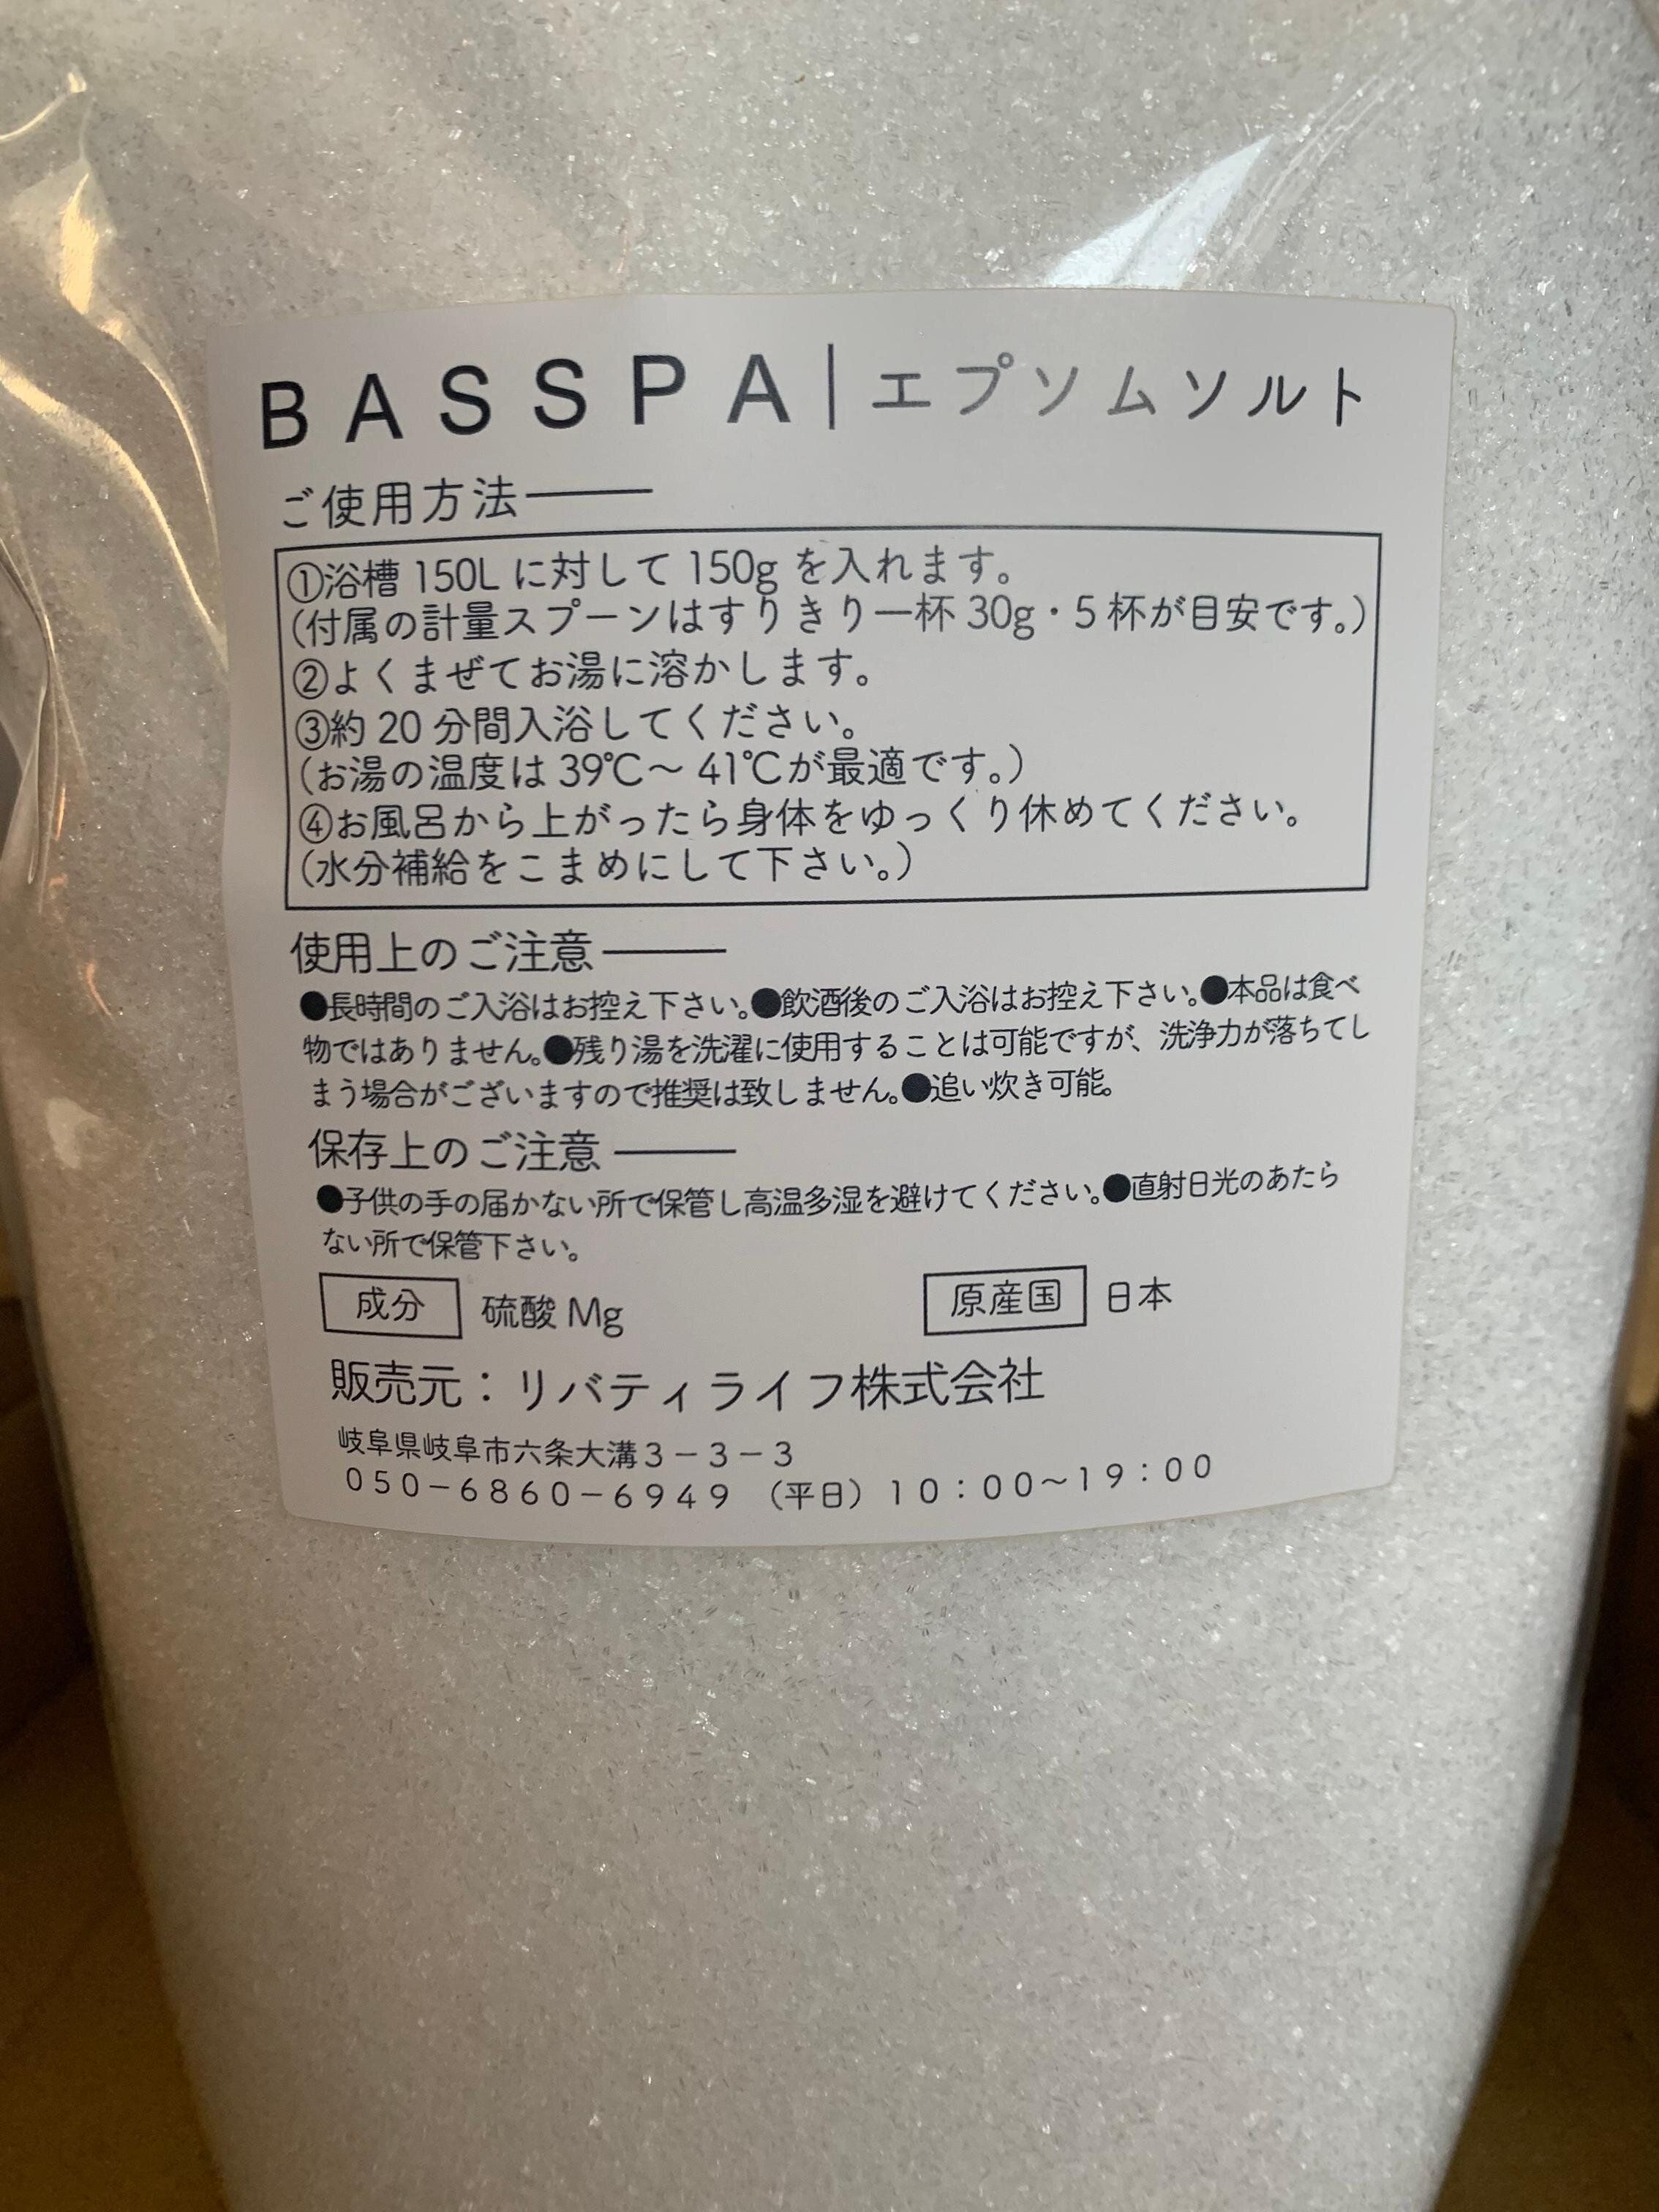 BASSPA|エプソムソルト
ご使用方法――
①浴槽 150L に対して 150g を入れます。
(付属の計量スプーンはすりきり一杯 30g・5 杯が目安です。)
②よくまぜてお湯に溶かします。
③約 20 分間入浴してください。
(お湯の温度は 39℃～ 41℃が最適です。)
④お風呂から上がったら身体をゆっくり休めてください。
(水分補給をこまめにして下さい。)
使用上のご注意――
●長時間のご入浴はお控え下さい。●飲酒後のご入浴はお控え下さい。●本品は食べ
物ではありません。●残り湯を洗濯に使用することは可能ですが、洗浄力が落ちてし
まう場合がございますので推奨は致しません。●追い炊き可能。
保存上のご注意――
●子供の手の届かない所で保管し高温多湿を避けてください。●直射日光のあたら
ない所で保管下さい。
成分 硫酸 Mg 原産国 日本
販売元：リバティライフ株式会社
岐阜県岐阜市六条大溝３－３－３
０５０－６８６０－６９４９ （平日）１０：００～１９：００